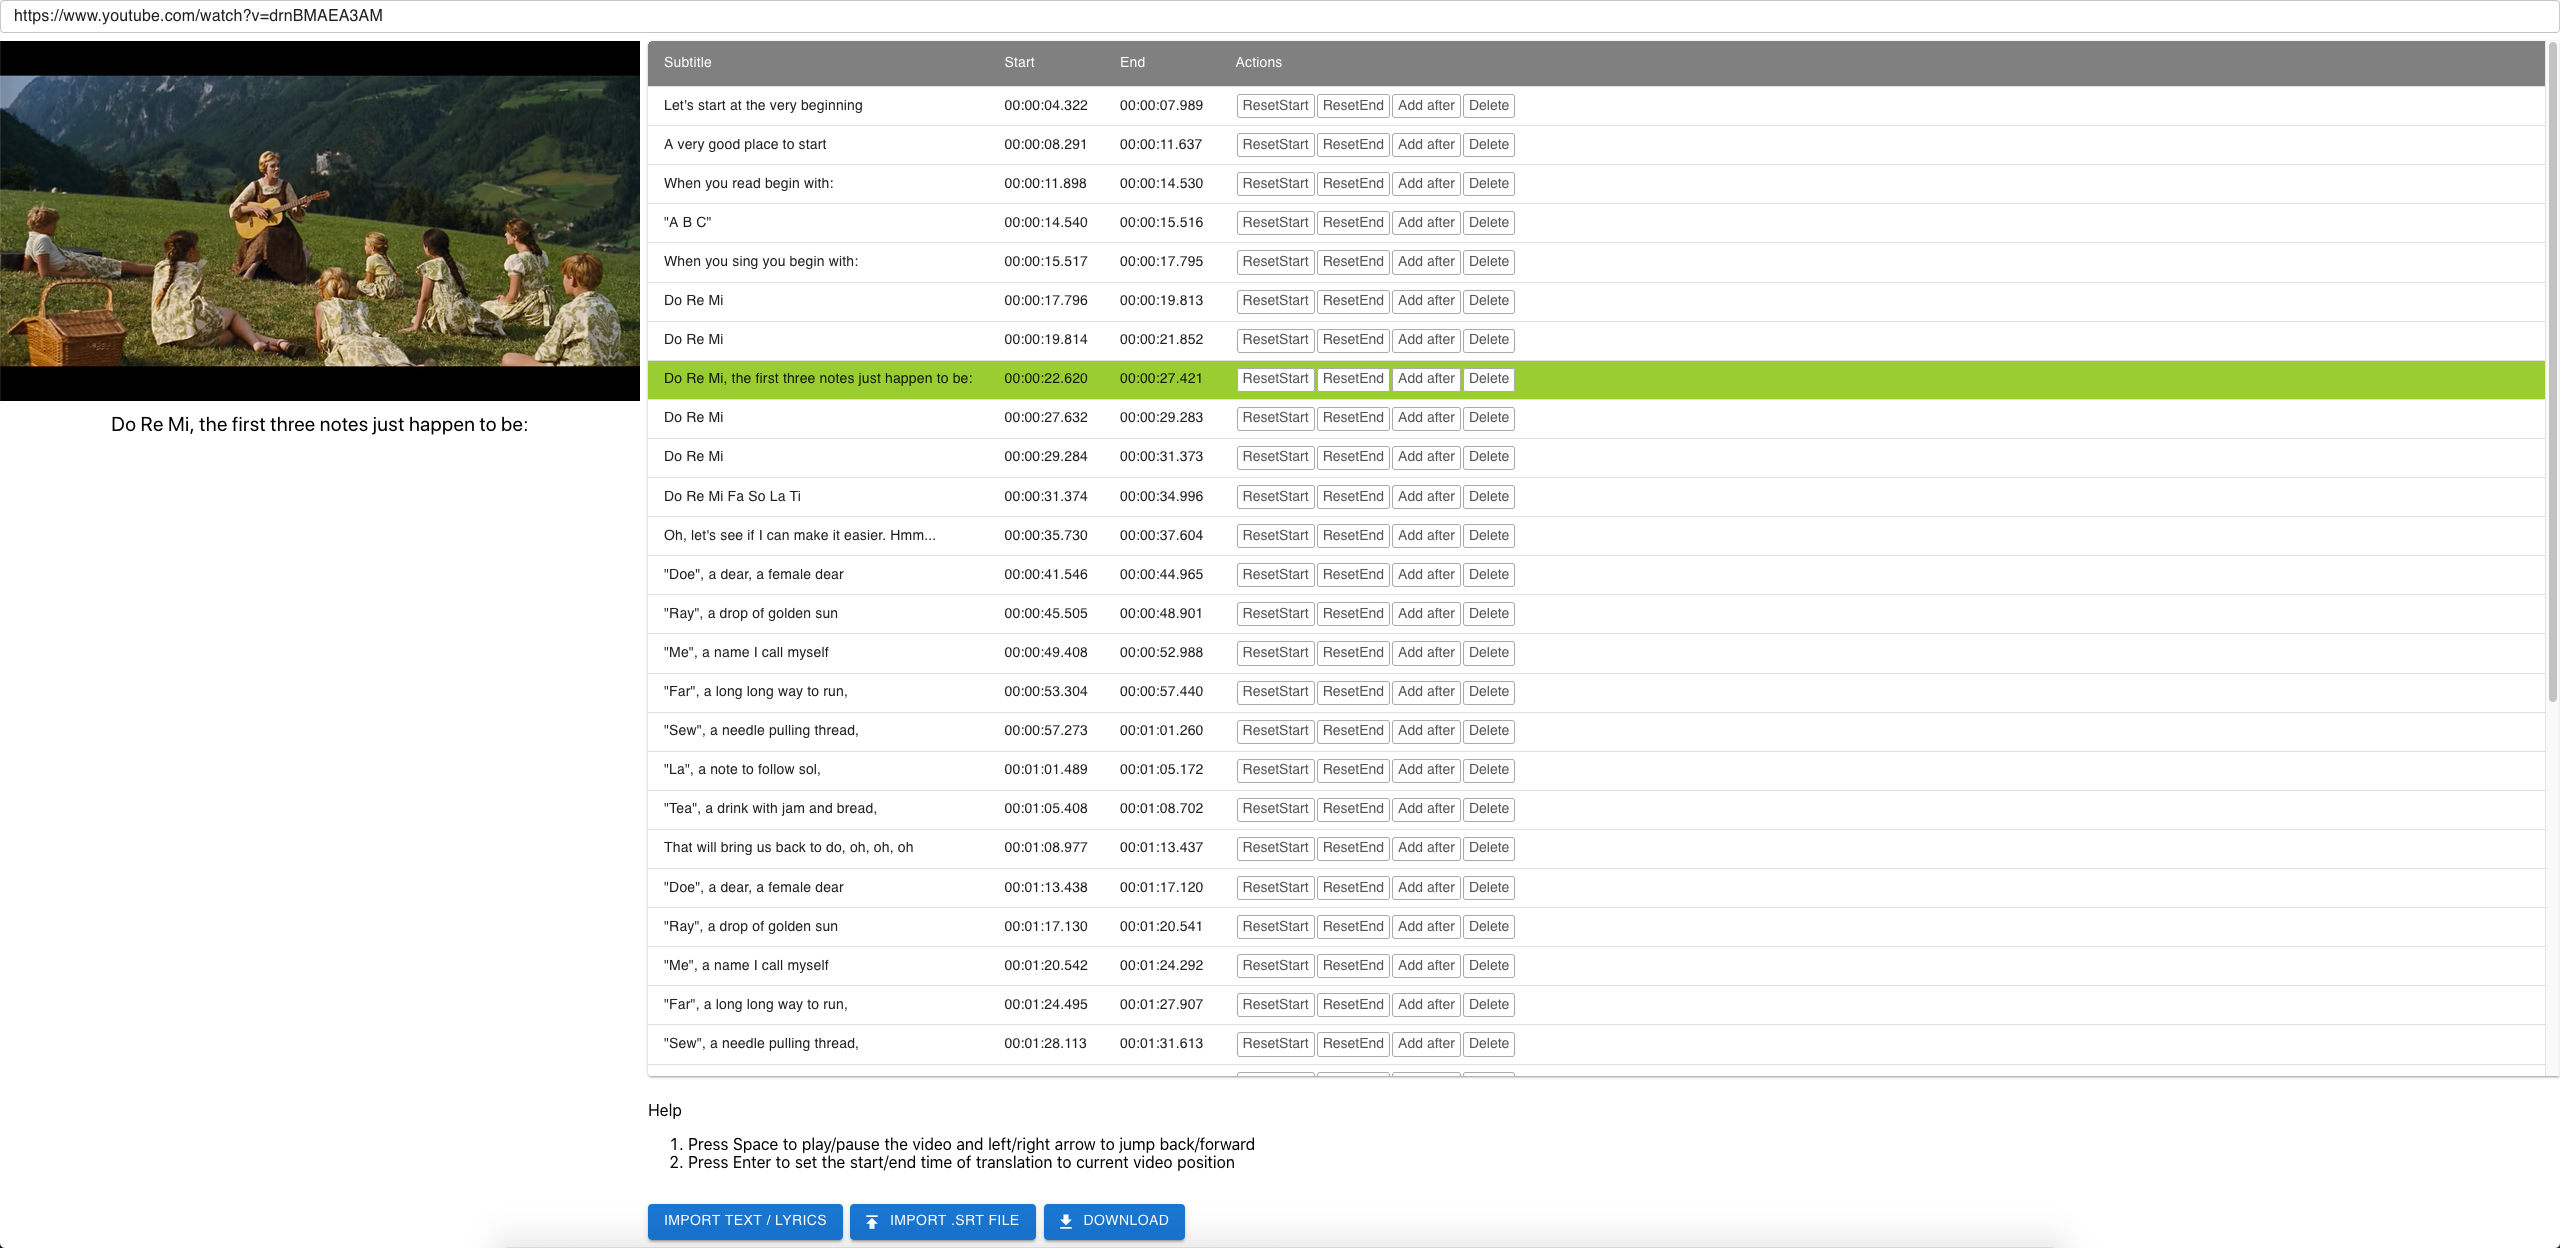 https://www.youtube.com/watch?v=drnBMAEA3AM
Do Re Mi, the first three notes just happen to be:
Subtitle Start End Actions
Let's start at the very beginning 00:00:04.322 00:00:07.989 ResetStart ResetEnd Add after Delete
A very good place to start 00:00:08.291 00:00:11.637 ResetStart ResetEnd Add after Delete
When you read begin with: 00:00:11.898 00:00:14.530 ResetStart ResetEnd Add after Delete
"A B C" 00:00:14.540 00:00:15.516 ResetStart ResetEnd Add after Delete
When you sing you begin with: 00:00:15.517 00:00:17.795 ResetStart ResetEnd Add after Delete
Do Re Mi 00:00:17.796 00:00:19.813 ResetStart ResetEnd Add after Delete
Do Re Mi 00:00:19.814 00:00:21.852 ResetStart ResetEnd Add after Delete
Do Re Mi, the first three notes just happen to be: 00:00:22.620 00:00:27.421 ResetStart ResetEnd Add after Delete
Do Re Mi 00:00:27.632 00:00:29.283 ResetStart ResetEnd Add after Delete
Do Re Mi 00:00:29.284 00:00:31.373 ResetStart ResetEnd Add after Delete
Do Re Mi Fa So La Ti 00:00:31.374 00:00:34.996 ResetStart ResetEnd Add after Delete
Oh, let's see if I can make it easier. Hmm... 00:00:35.730 00:00:37.604 ResetStart ResetEnd Add after Delete
"Doe", a dear, a female dear 00:00:41.546 00:00:44.965 ResetStart ResetEnd Add after Delete
"Ray", a drop of golden sun 00:00:45.505 00:00:48.901 ResetStart ResetEnd Add after Delete
"Me", a name I call myself 00:00:49.408 00:00:52.988 ResetStart ResetEnd Add after Delete
"Far", a long long way to run, 00:00:53.304 00:00:57.440 ResetStart ResetEnd Add after Delete
"Sew", a needle pulling thread, 00:00:57.273 00:01:01.260 ResetStart ResetEnd Add after Delete
"La", a note to follow sol, 00:01:01.489 00:01:05.172 ResetStart ResetEnd Add after Delete
"Tea", a drink with jam and bread, 00:01:05.408 00:01:08.702 ResetStart ResetEnd Add after Delete
That will bring us back to do, oh, oh, oh 00:01:08.977 00:01:13.437 ResetStart ResetEnd Add after Delete
"Doe", a dear, a female dear 00:01:13.438 00:01:17.120 ResetStart ResetEnd Add after Delete
"Ray", a drop of golden sun 00:01:17.130 00:01:20.541 ResetStart ResetEnd Add after Delete
"Me", a name I call myself 00:01:20.542 00:01:24.292 ResetStart ResetEnd Add after Delete
"Far", a long long way to run, 00:01:24.495 00:01:27.907 ResetStart ResetEnd Add after Delete
"Sew", a needle pulling thread, 00:01:28.113 00:01:31.613 ResetStart ResetEnd Add after Delete
Help
1. Press Space to play/pause the video and left/right arrow to jump back/forward
2. Press Enter to set the start/end time of translation to current video position
IMPORT TEXT / LYRICS IMPORT .SRT FILE DOWNLOAD